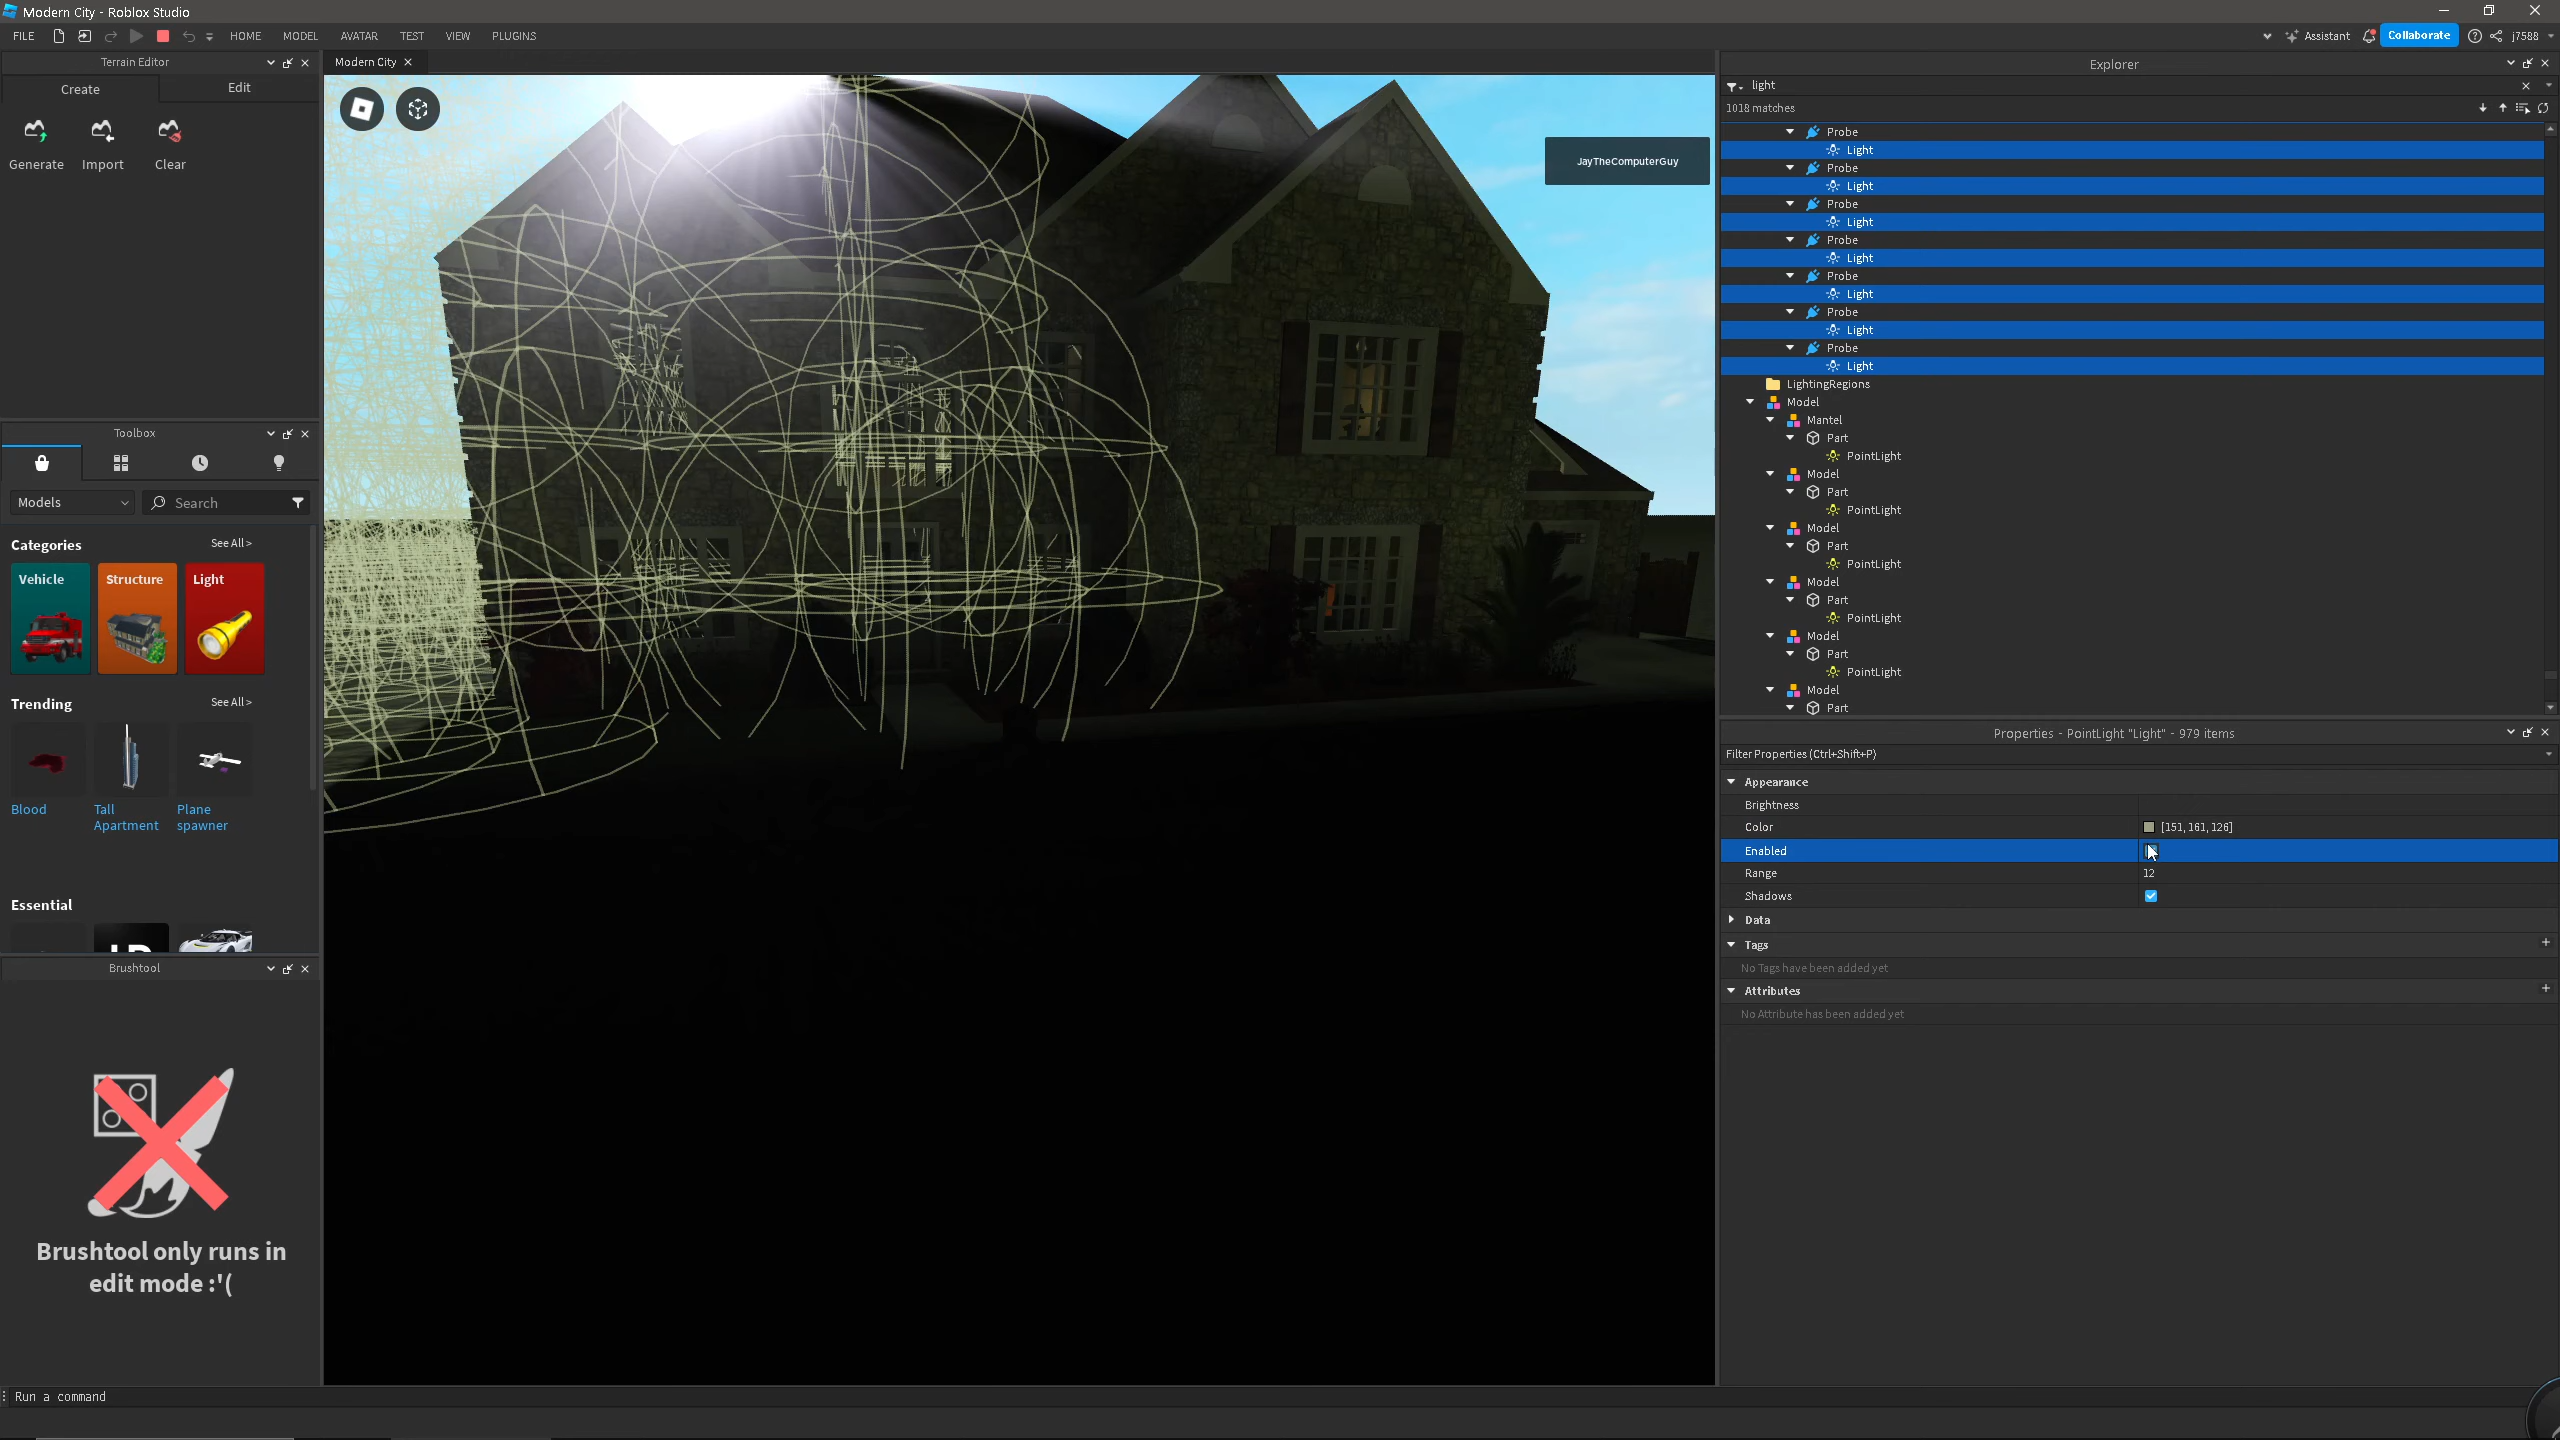 Modern City - Roblox Studio
FILE HOME MODEL AVATAR TEST VIEW PLUGINS Assistant Collaborate j7588
Terrain Editor
Create Edit
Generate Import Clear
Toolbox
Models Search
Categories See All >
Vehicle Structure Light
Trending See All >
Blood Tall Plane
Apartment spawner
Essential
Brushtool
Brushtool only runs in
edit mode :'(
Run a command
Modern City
JayTheComputerGuy
Explorer
light
1018 matches
Probe
Light
Probe
Light
Probe
Light
Probe
Light
Probe
Light
Probe
Light
Probe
Light
LightingRegions
Model
Mantel
Part
PointLight
Model
Part
PointLight
Model
Part
PointLight
Model
Part
PointLight
Model
Part
PointLight
Model
Part
Properties - PointLight "Light" - 979 items
Filter Properties (Ctrl+Shift+P)
Appearance
Brightness
Color [151, 161, 126]
Enabled
Range 12
Shadows
Data
Tags
No Tags have been added yet
Attributes
No Attribute has been added yet